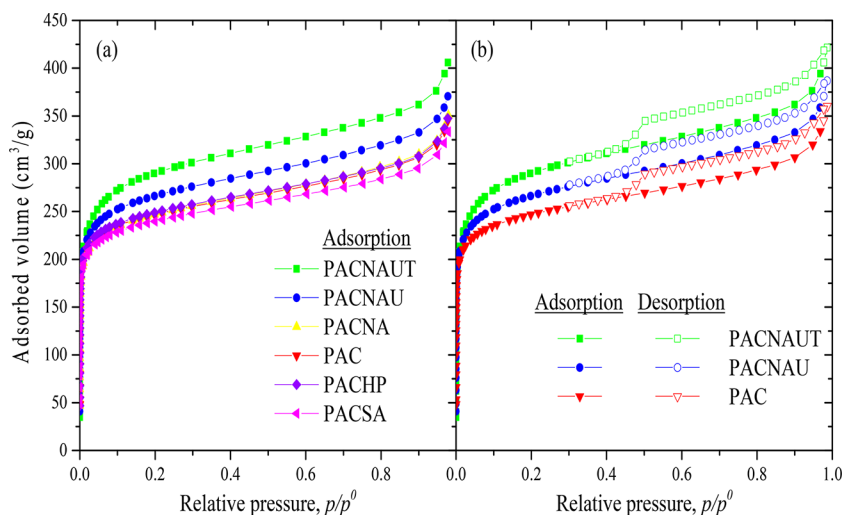 (a)
(b)
450
400
350
300
250
200
150
100
50
0
Adsorbed volume (cm³/g)
Adsorption
PACNAUT
PACNAU
PACNA
PAC
PACHP
PACSA
Adsorption Desorption
PACNAUT
PACNAU
PAC
0.0 0.2 0.4 0.6 0.8 0.0 0.2 0.4 0.6 0.8 1.0
Relative pressure, p/p⁰ Relative pressure, p/p⁰